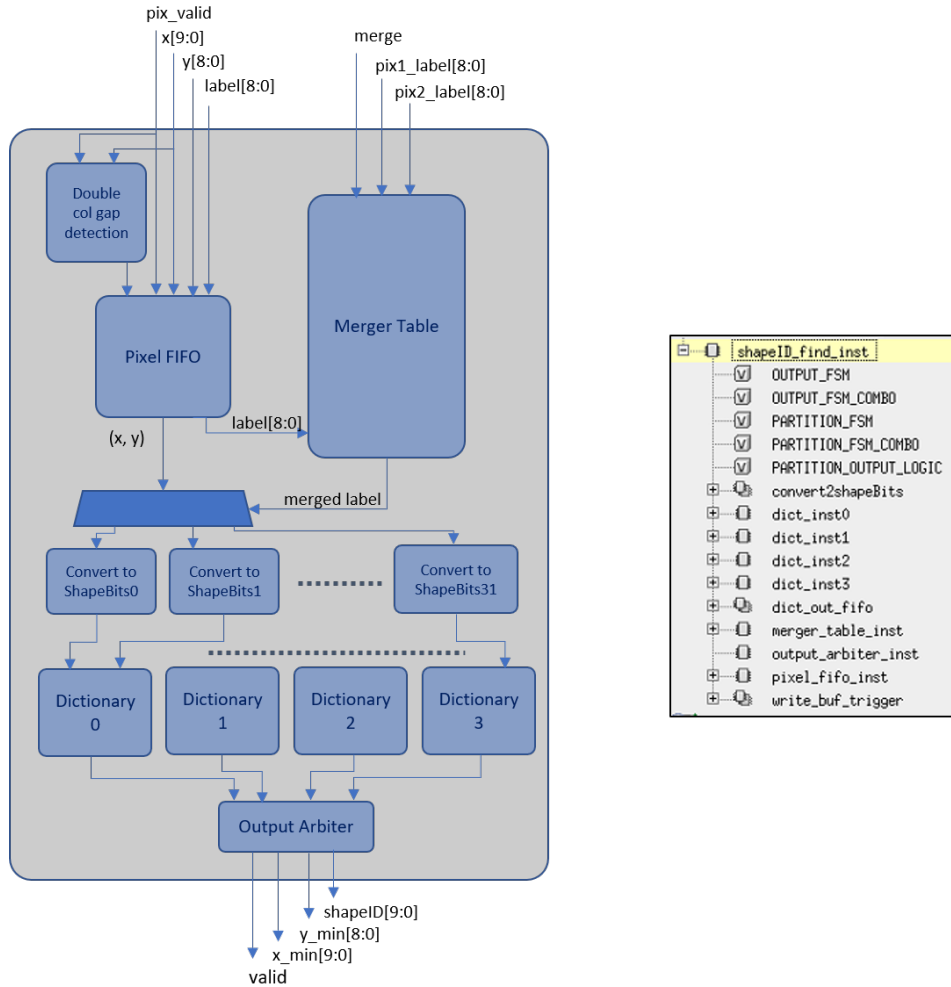 pix_valid
x[9:0]
y[8:0]
label[8:0]
merge
pix1_label[8:0]
pix2_label[8:0]
Double
col gap
detection
Pixel FIFO
Merger Table
label[8:0]
(x, y)
merged label
Convert to
ShapeBits0
Convert to
ShapeBits1
Convert to
ShapeBits31
Dictionary
0
Dictionary
1
Dictionary
2
Dictionary
3
Output Arbiter
shapeID[9:0]
y_min[8:0]
x_min[9:0]
valid
shapeID_find_inst
V OUTPUT_FSM
V OUTPUT_FSM_COMBO
V PARTITION_FSM
V PARTITION_FSM_COMBO
V PARTITION_OUTPUT_LOGIC
convert2shapeBits
dict_inst0
dict_inst1
dict_inst2
dict_inst3
dict_out_fifo
merger_table_inst
output_arbiter_inst
pixel_fifo_inst
write_buf_trigger